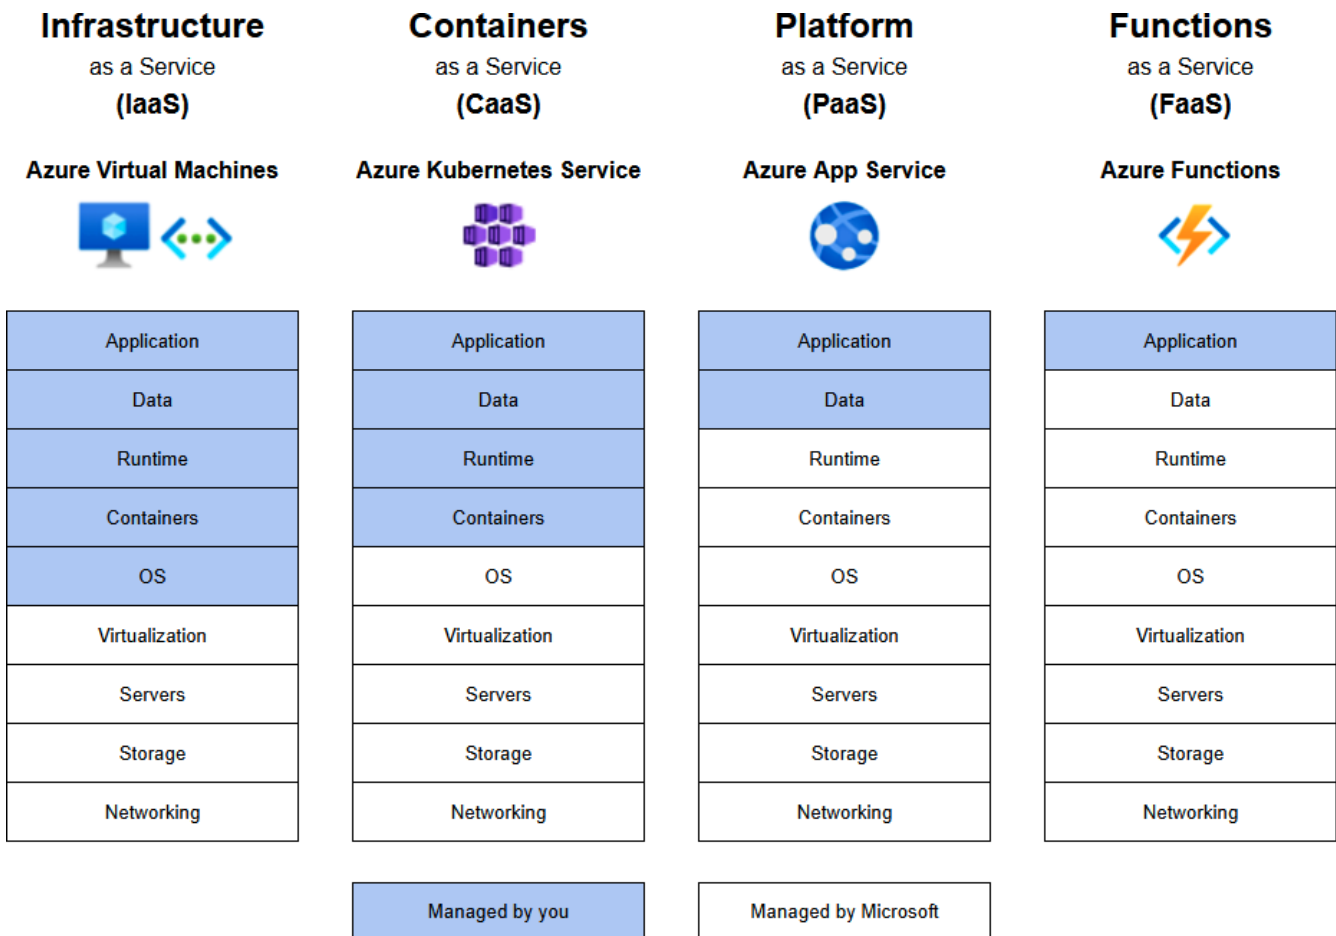 Infrastructure
as a Service
(IaaS)
Azure Virtual Machines
Application
Data
Runtime
Containers
OS
Virtualization
Servers
Storage
Networking
Containers
as a Service
(CaaS)
Azure Kubernetes Service
Application
Data
Runtime
Containers
OS
Virtualization
Servers
Storage
Networking
Platform
as a Service
(PaaS)
Azure App Service
Application
Data
Runtime
Containers
OS
Virtualization
Servers
Storage
Networking
Functions
as a Service
(FaaS)
Azure Functions
Application
Data
Runtime
Containers
OS
Virtualization
Servers
Storage
Networking
Managed by you
Managed by Microsoft